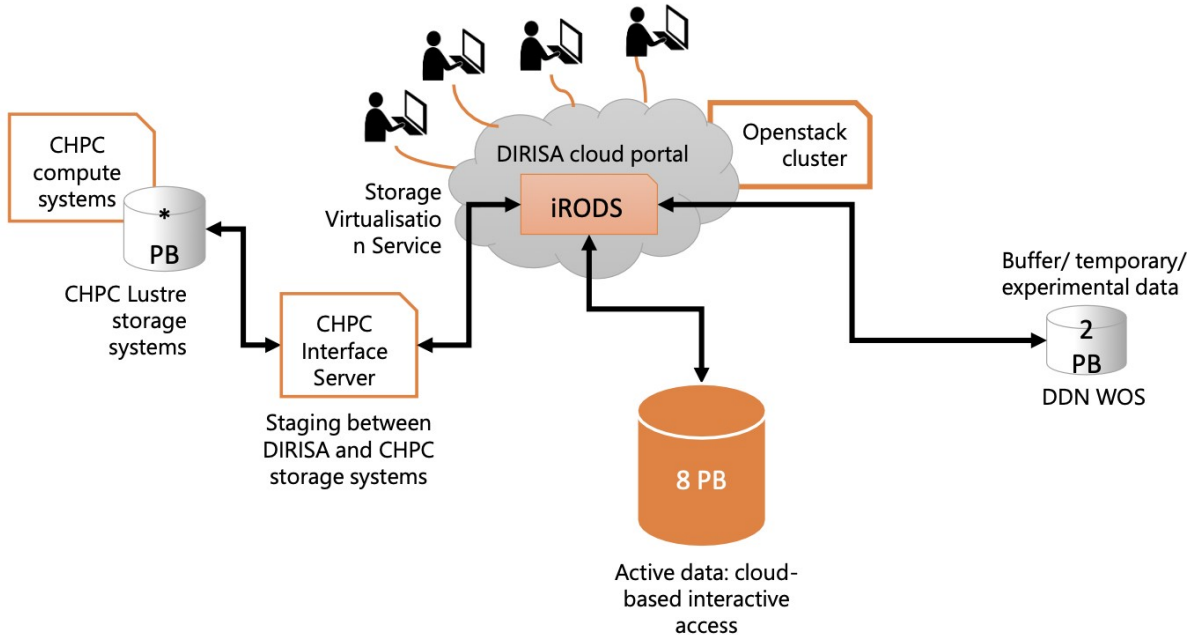 CHPC
compute
systems
*
PB
CHPC Lustre
storage
systems
CHPC
Interface
Server
Staging between
DIRISA and CHPC
storage systems
Storage
Virtualisatio
n Service
DIRISA cloud portal
iRODS
Openstack
cluster
8 PB
Active data: cloud-
based interactive
access
Buffer/ temporary/
experimental data
2
PB
DDN WOS